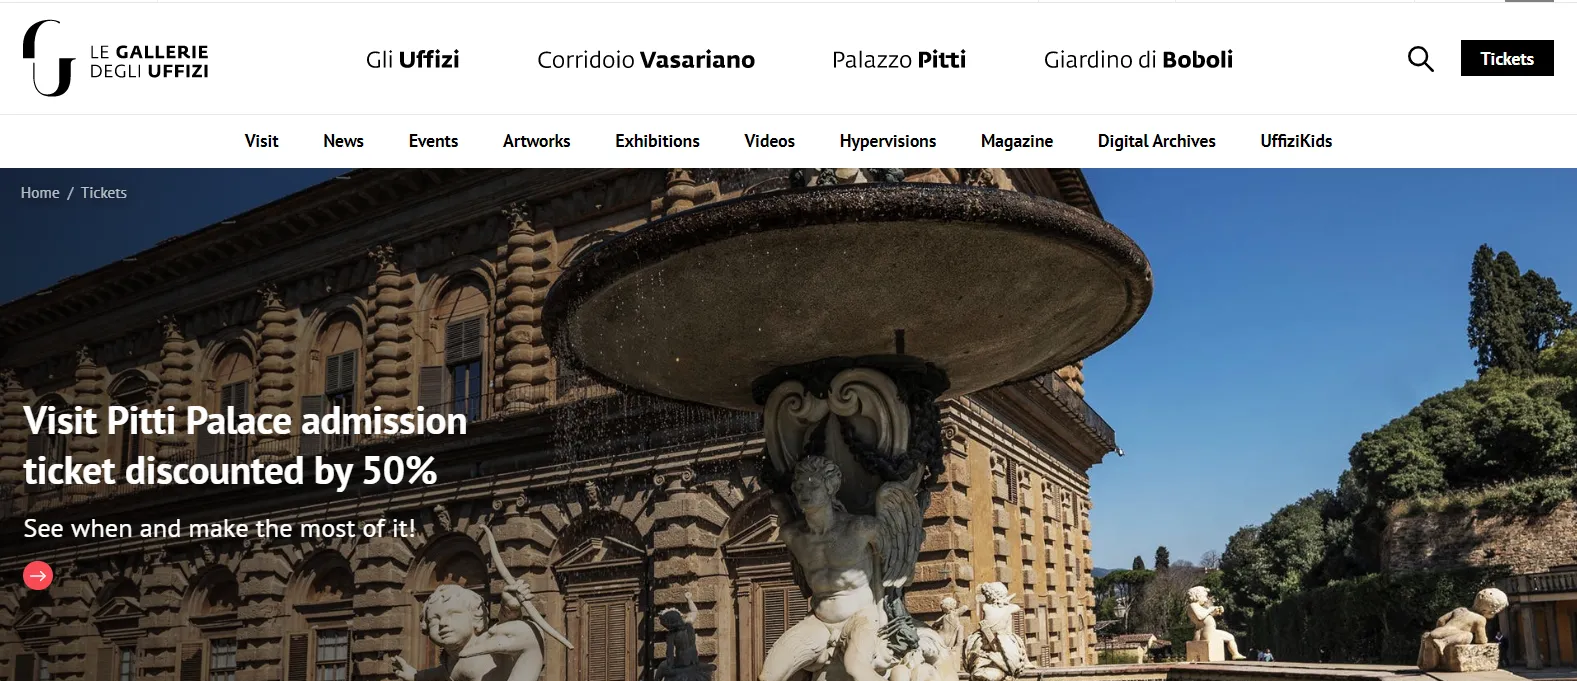 LE GALLERIE
DEGLI UFFIZI
Gli Uffizi
Corridoio Vasariano
Palazzo Pitti
Giardino di Boboli
Tickets
Visit
News
Events
Artworks
Exhibitions
Videos
Hypervisions
Magazine
Digital Archives
UffiziKids
Home / Tickets
Visit Pitti Palace admission
ticket discounted by 50%
See when and make the most of it!